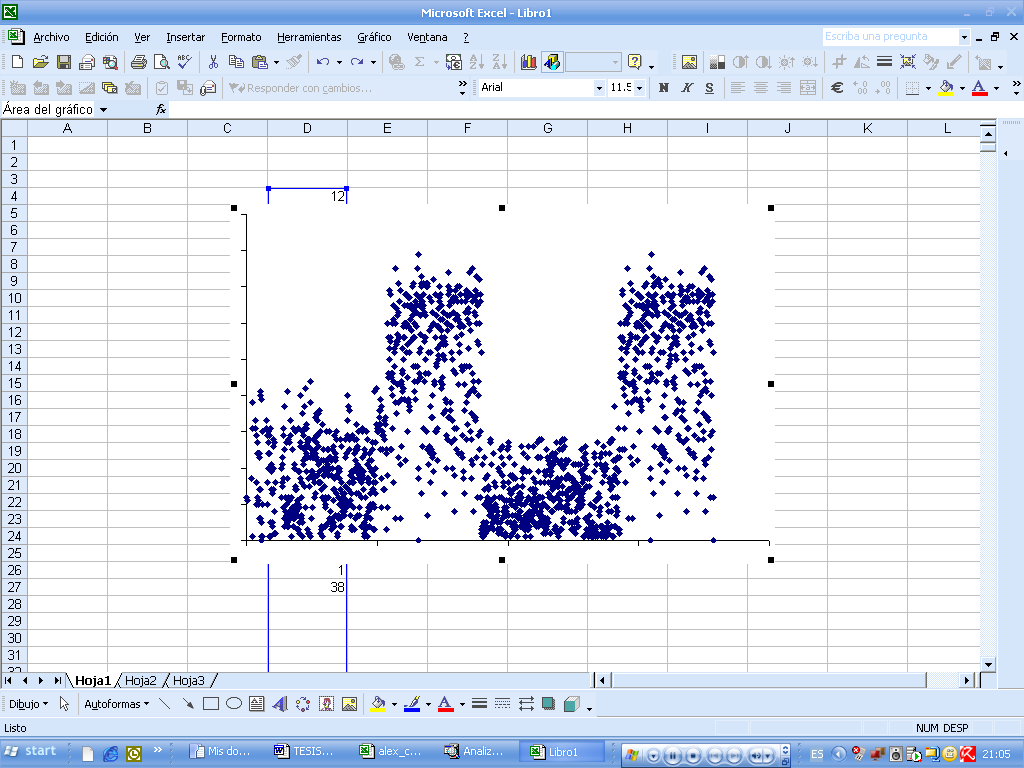 Microsoft Excel - Libro1
Archivo Edición Ver Insertar Formato Herramientas Gráfico Ventana ?
Escriba una pregunta
Responder con cambios...
Arial 11.5 N K S €
Área del gráfico fx
A B C D E F G H I J K L
1
2
3
4 12
5
6
7
8
9
10
11
12
13
14
15
16
17
18
19
20
21
22
23
24
25
26 1
27 38
28
29
30
31
32
Hoja1 Hoja2 Hoja3
Dibujo Autoformas
Listo NUM DESP
start Mis do... TESIS... alex_c... Analiz... Libro1 ES 21:05